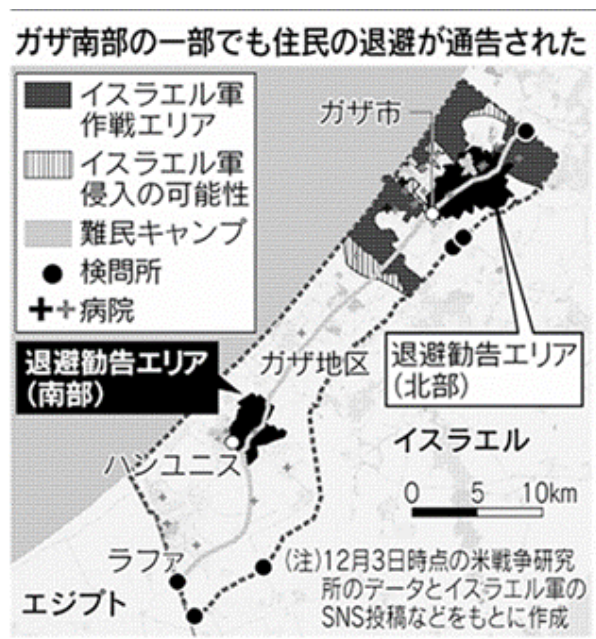 ガザ南部の一部でも住民の退避が通告された
イスラエル軍
作戦エリア
イスラエル軍
侵入の可能性
難民キャンプ
検問所
病院
ガザ市
退避勧告エリア
(南部)
ガザ地区
退避勧告エリア
(北部)
イスラエル
ハンユニス
0 5 10km
ラファ
エジプト
(注)12月3日時点の米戦争研究
所のデータとイスラエル軍の
SNS投稿などをもとに作成